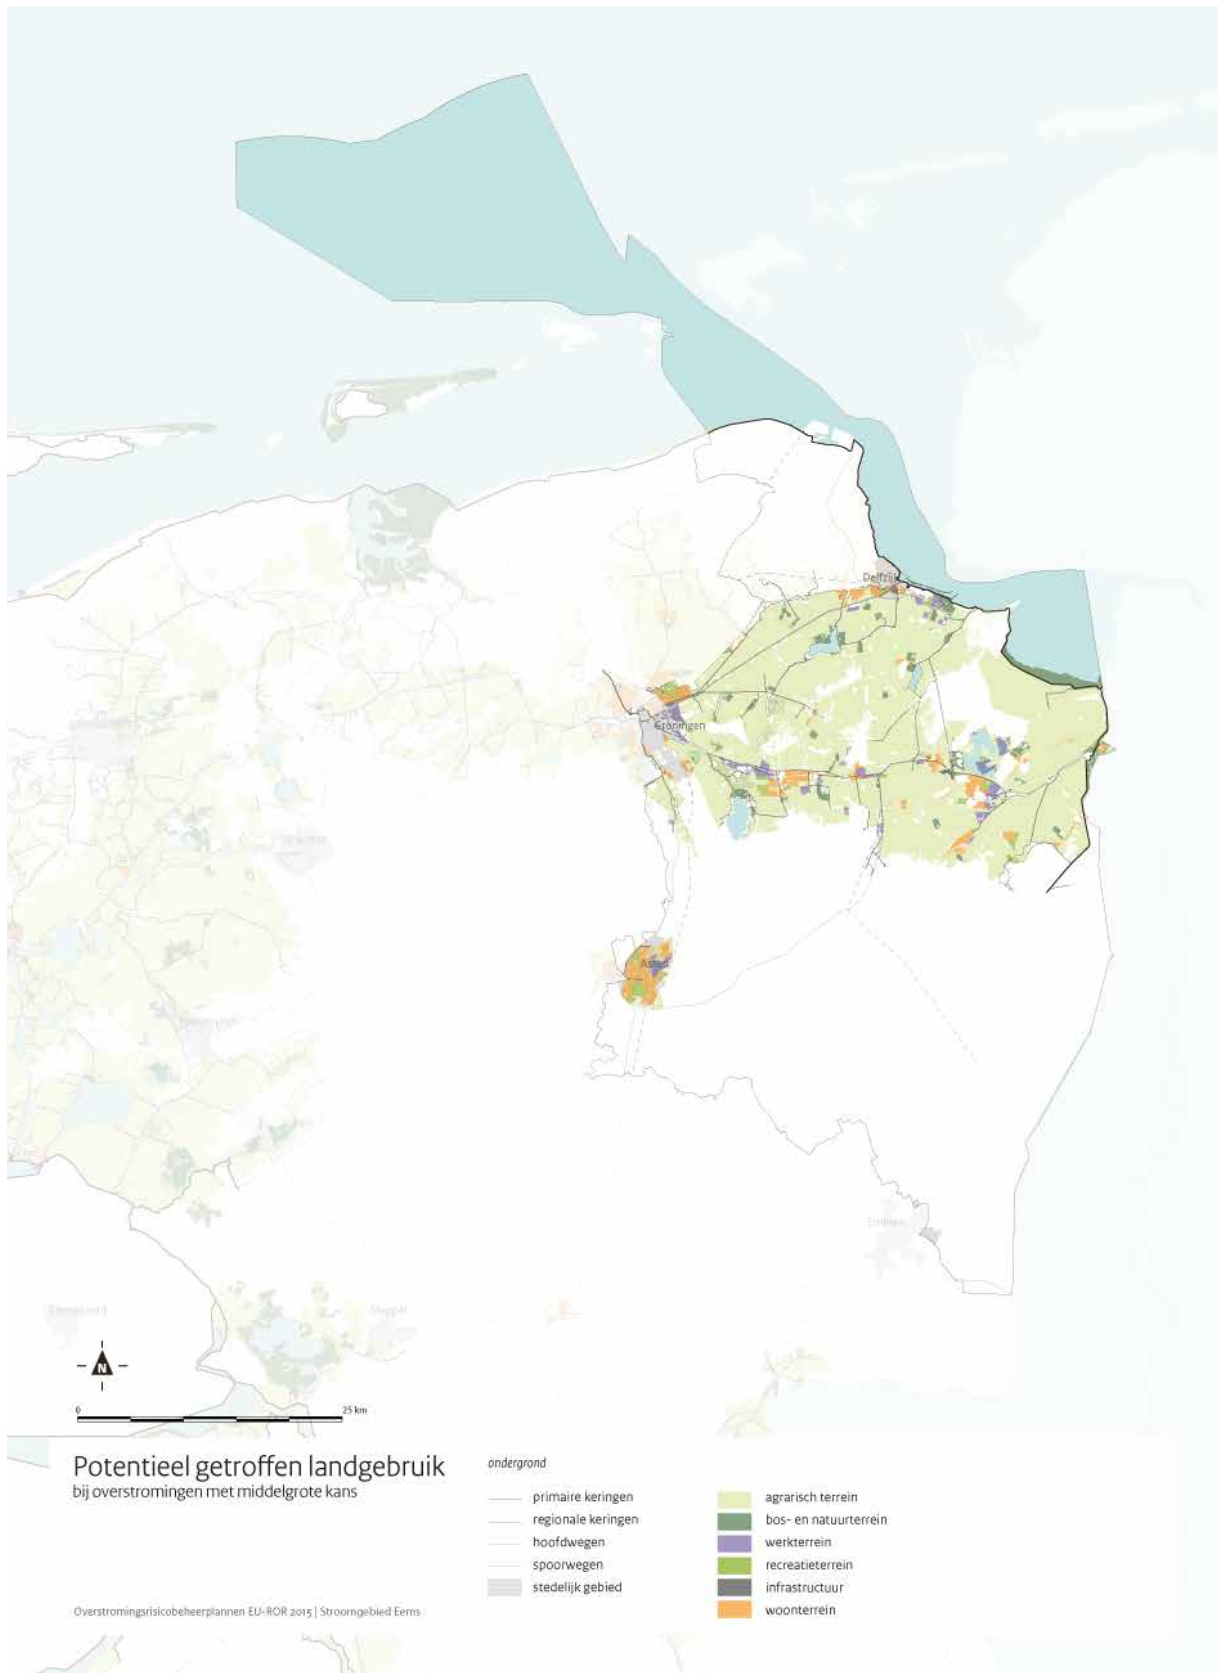 Delfzijl
Groningen
Assen
Emmen
Meppel
N
0
25 km
Potentieel getroffen landgebruik
bij overstromingen met middelgrote kans
ondergrond
primaire keringen
regionale keringen
hoofdwegen
spoorwegen
stedelijk gebied
agrarisch terrein
bos- en natuurterrein
werkterrein
recreatieterrein
infrastructuur
woonterrein
Overstromingsrisicobeheerplannen EU-ROR 2015 | Stroomgebied Eems